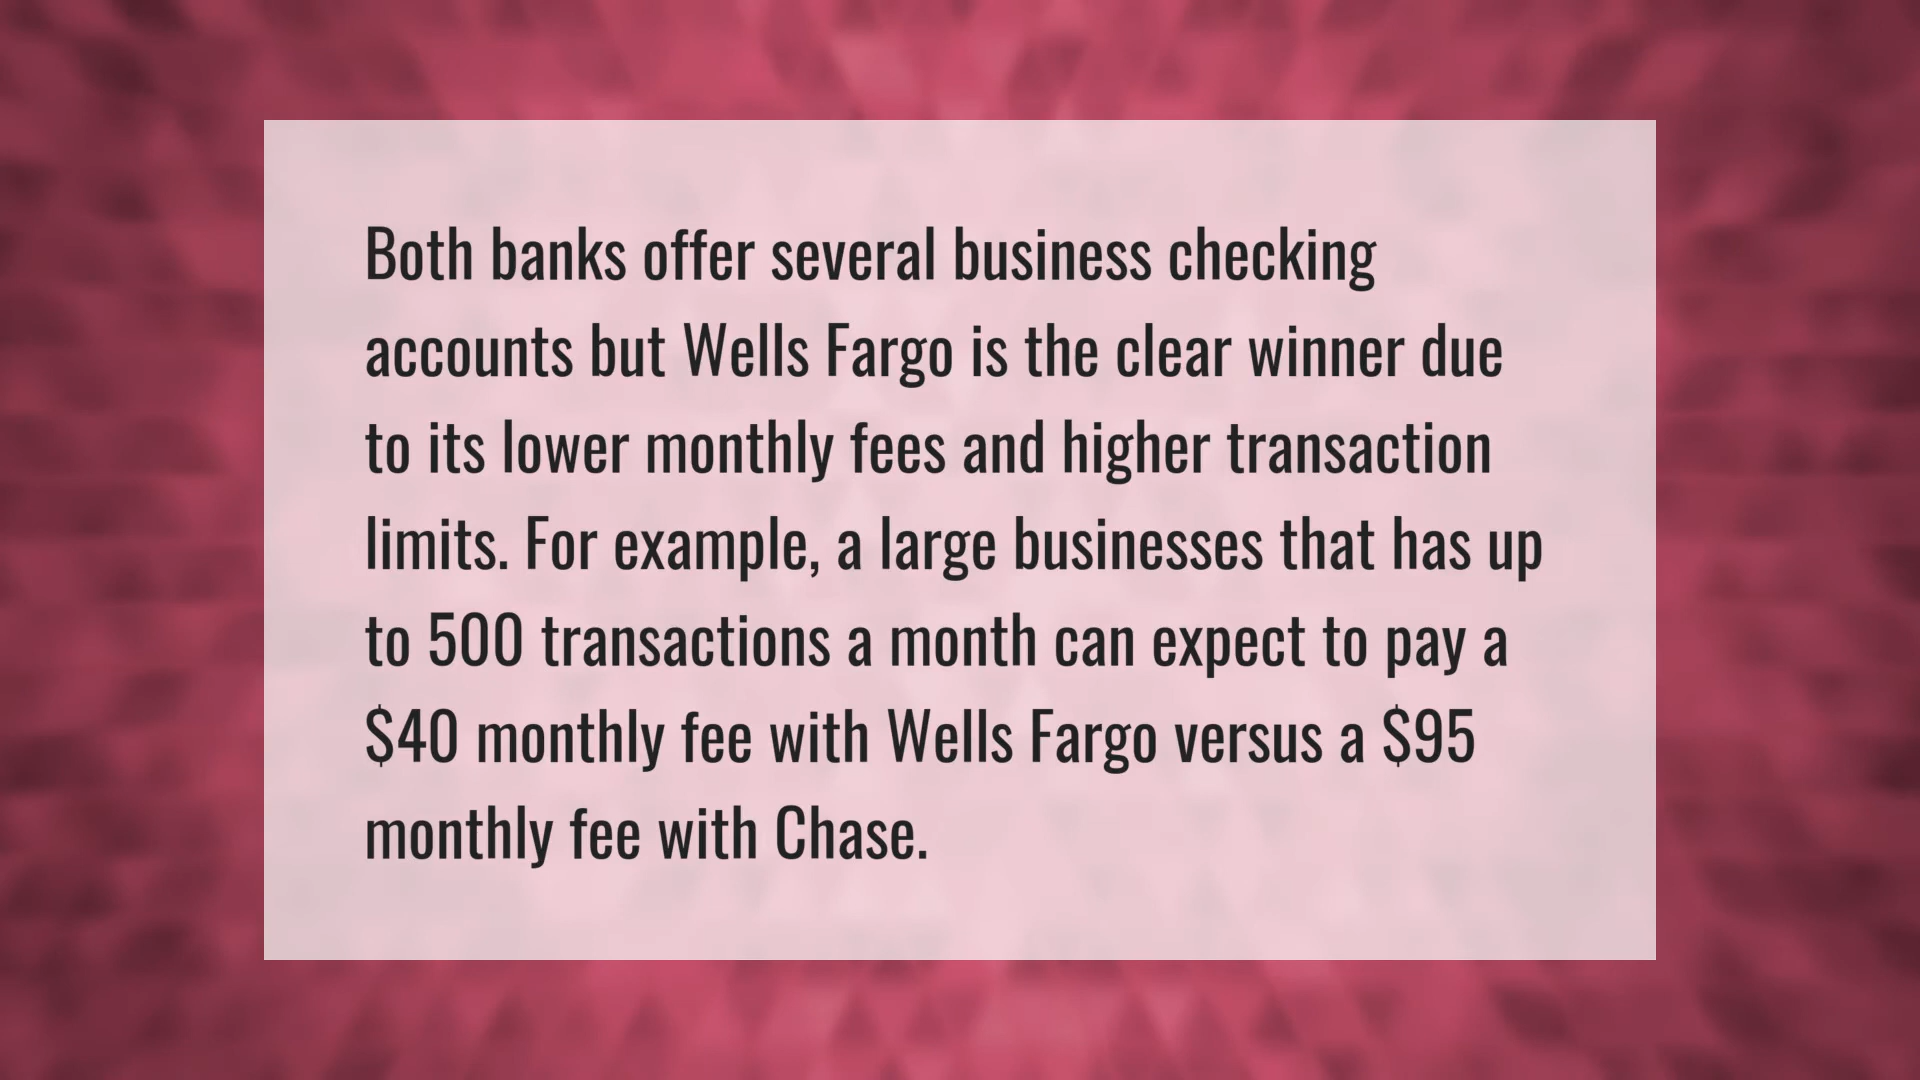 Both banks offer several business checking
accounts but Wells Fargo is the clear winner due
to its lower monthly fees and higher transaction
limits. For example, a large businesses that has up
to 500 transactions a month can expect to pay a
$40 monthly fee with Wells Fargo versus a $95
monthly fee with Chase.